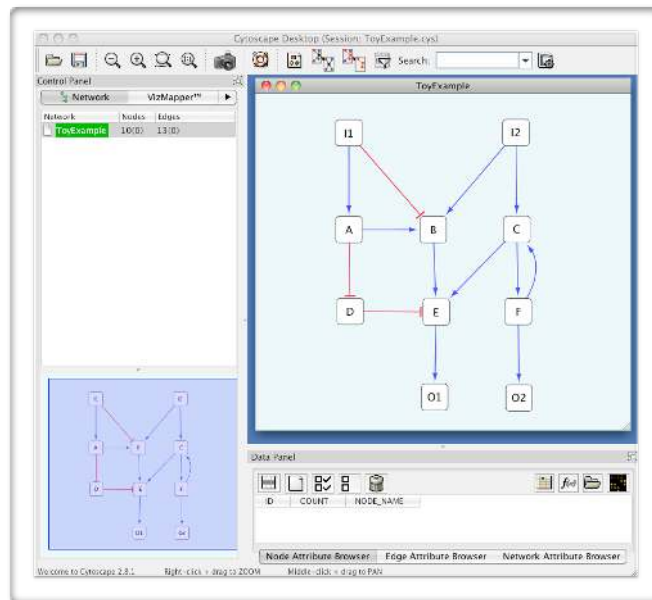 Cytoscape Desktop (Session: ToyExample.cys)
Search:
Control Panel
Network VizMapper™
Network Nodes Edges
ToyExample 10(0) 13(0)
ToyExample
I1 I2
A B C
D E F
O1 O2
Data Panel
ID COUNT NODE_NAME
f(x)
Node Attribute Browser Edge Attribute Browser Network Attribute Browser
Welcome to Cytoscape 2.8.1 Right-click + drag to ZOOM Middle-click + drag to PAN